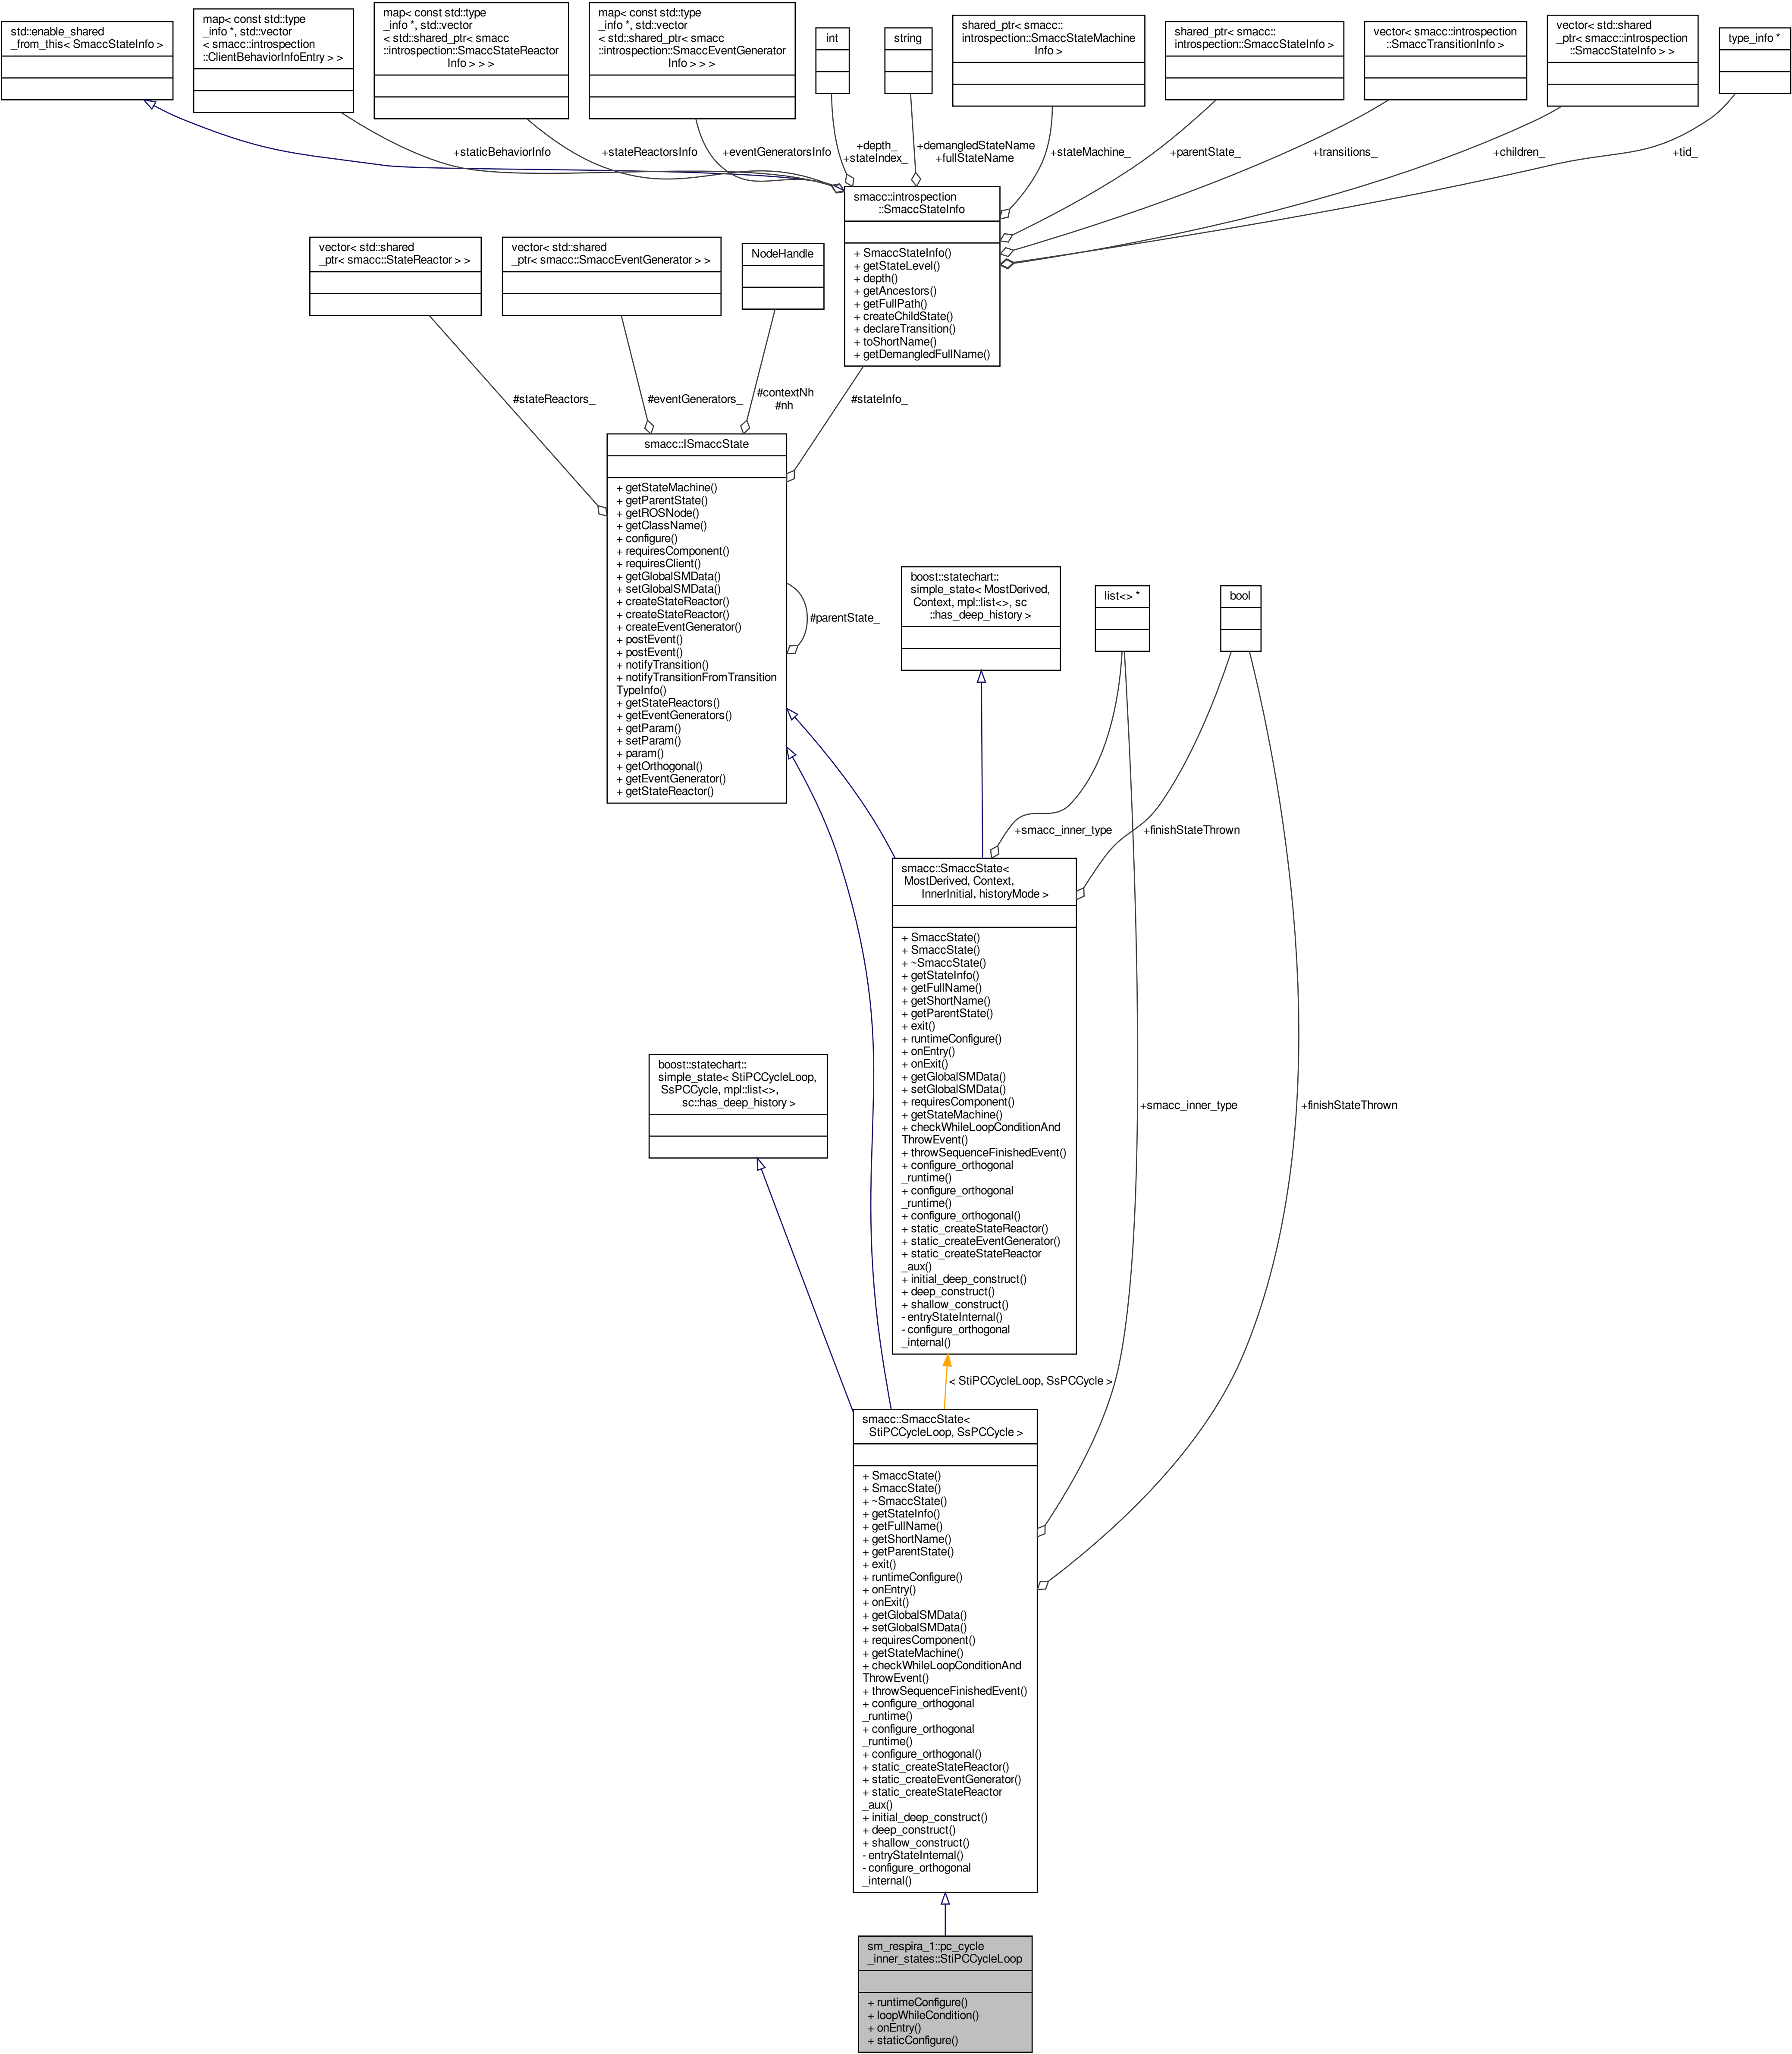 std::enable_shared
_from_this< SmaccStateInfo >
map< const std::type
_info *, std::vector
< smacc::introspection
::ClientBehaviorInfoEntry > >
map< const std::type
_info *, std::vector
< std::shared_ptr< smacc
::introspection::SmaccStateReactor
Info > > >
map< const std::type
_info *, std::vector
< std::shared_ptr< smacc
::introspection::SmaccEventGenerator
Info > > >
int
string
shared_ptr< smacc::
introspection::SmaccStateMachine
Info >
shared_ptr< smacc::
introspection::SmaccStateInfo >
vector< smacc::introspection
::SmaccTransitionInfo >
vector< std::shared
_ptr< smacc::introspection
::SmaccStateInfo > >
type_info *
+staticBehaviorInfo
+stateReactorsInfo
+eventGeneratorsInfo
+depth_
+stateIndex_
+demangledStateName
+fullStateName
+stateMachine_
+parentState_
+transitions_
+children_
+tid_
smacc::introspection
::SmaccStateInfo
+ SmaccStateInfo()
+ getStateLevel()
+ depth()
+ getAncestors()
+ getFullPath()
+ createChildState()
+ declareTransition()
+ toShortName()
+ getDemangledFullName()
vector< std::shared
_ptr< smacc::StateReactor > >
vector< std::shared
_ptr< smacc::SmaccEventGenerator > >
NodeHandle
#stateReactors_
#eventGenerators_
#contextNh
#nh
#stateInfo_
smacc::ISmaccState
+ getStateMachine()
+ getParentState()
+ getROSNode()
+ getClassName()
+ configure()
+ requiresComponent()
+ requiresClient()
+ getGlobalSMData()
+ setGlobalSMData()
+ createStateReactor()
+ createStateReactor()
+ createEventGenerator()
+ postEvent()
+ postEvent()
+ notifyTransition()
+ notifyTransitionFromTransition
TypeInfo()
+ getStateReactors()
+ getEventGenerators()
+ getParam()
+ setParam()
+ param()
+ getOrthogonal()
+ getEventGenerator()
+ getStateReactor()
#parentState_
boost::statechart::
simple_state< MostDerived,
Context, mpl::list<>, sc
::has_deep_history >
list<> *
bool
+smacc_inner_type
+finishStateThrown
smacc::SmaccState<
MostDerived, Context,
InnerInitial, historyMode >
+ SmaccState()
+ SmaccState()
+ ~SmaccState()
+ getStateInfo()
+ getFullName()
+ getShortName()
+ getParentState()
+ exit()
+ runtimeConfigure()
+ onEntry()
+ onExit()
+ getGlobalSMData()
+ setGlobalSMData()
+ requiresComponent()
+ getStateMachine()
+ checkWhileLoopConditionAnd
ThrowEvent()
+ throwSequenceFinishedEvent()
+ configure_orthogonal
_runtime()
+ configure_orthogonal
_runtime()
+ configure_orthogonal()
+ static_createStateReactor()
+ static_createEventGenerator()
+ static_createStateReactor
_aux()
+ initial_deep_construct()
+ deep_construct()
+ shallow_construct()
- entryStateInternal()
- configure_orthogonal
_internal()
boost::statechart::
simple_state< StiPCCycleLoop,
SsPCCycle, mpl::list<>,
sc::has_deep_history >
+smacc_inner_type
+finishStateThrown
< StiPCCycleLoop, SsPCCycle >
smacc::SmaccState<
StiPCCycleLoop, SsPCCycle >
+ SmaccState()
+ SmaccState()
+ ~SmaccState()
+ getStateInfo()
+ getFullName()
+ getShortName()
+ getParentState()
+ exit()
+ runtimeConfigure()
+ onEntry()
+ onExit()
+ getGlobalSMData()
+ setGlobalSMData()
+ requiresComponent()
+ getStateMachine()
+ checkWhileLoopConditionAnd
ThrowEvent()
+ throwSequenceFinishedEvent()
+ configure_orthogonal
_runtime()
+ configure_orthogonal
_runtime()
+ configure_orthogonal()
+ static_createStateReactor()
+ static_createEventGenerator()
+ static_createStateReactor
_aux()
+ initial_deep_construct()
+ deep_construct()
+ shallow_construct()
- entryStateInternal()
- configure_orthogonal
_internal()
sm_respira_1::pc_cycle
_inner_states::StiPCCycleLoop
+ runtimeConfigure()
+ loopWhileCondition()
+ onEntry()
+ staticConfigure()